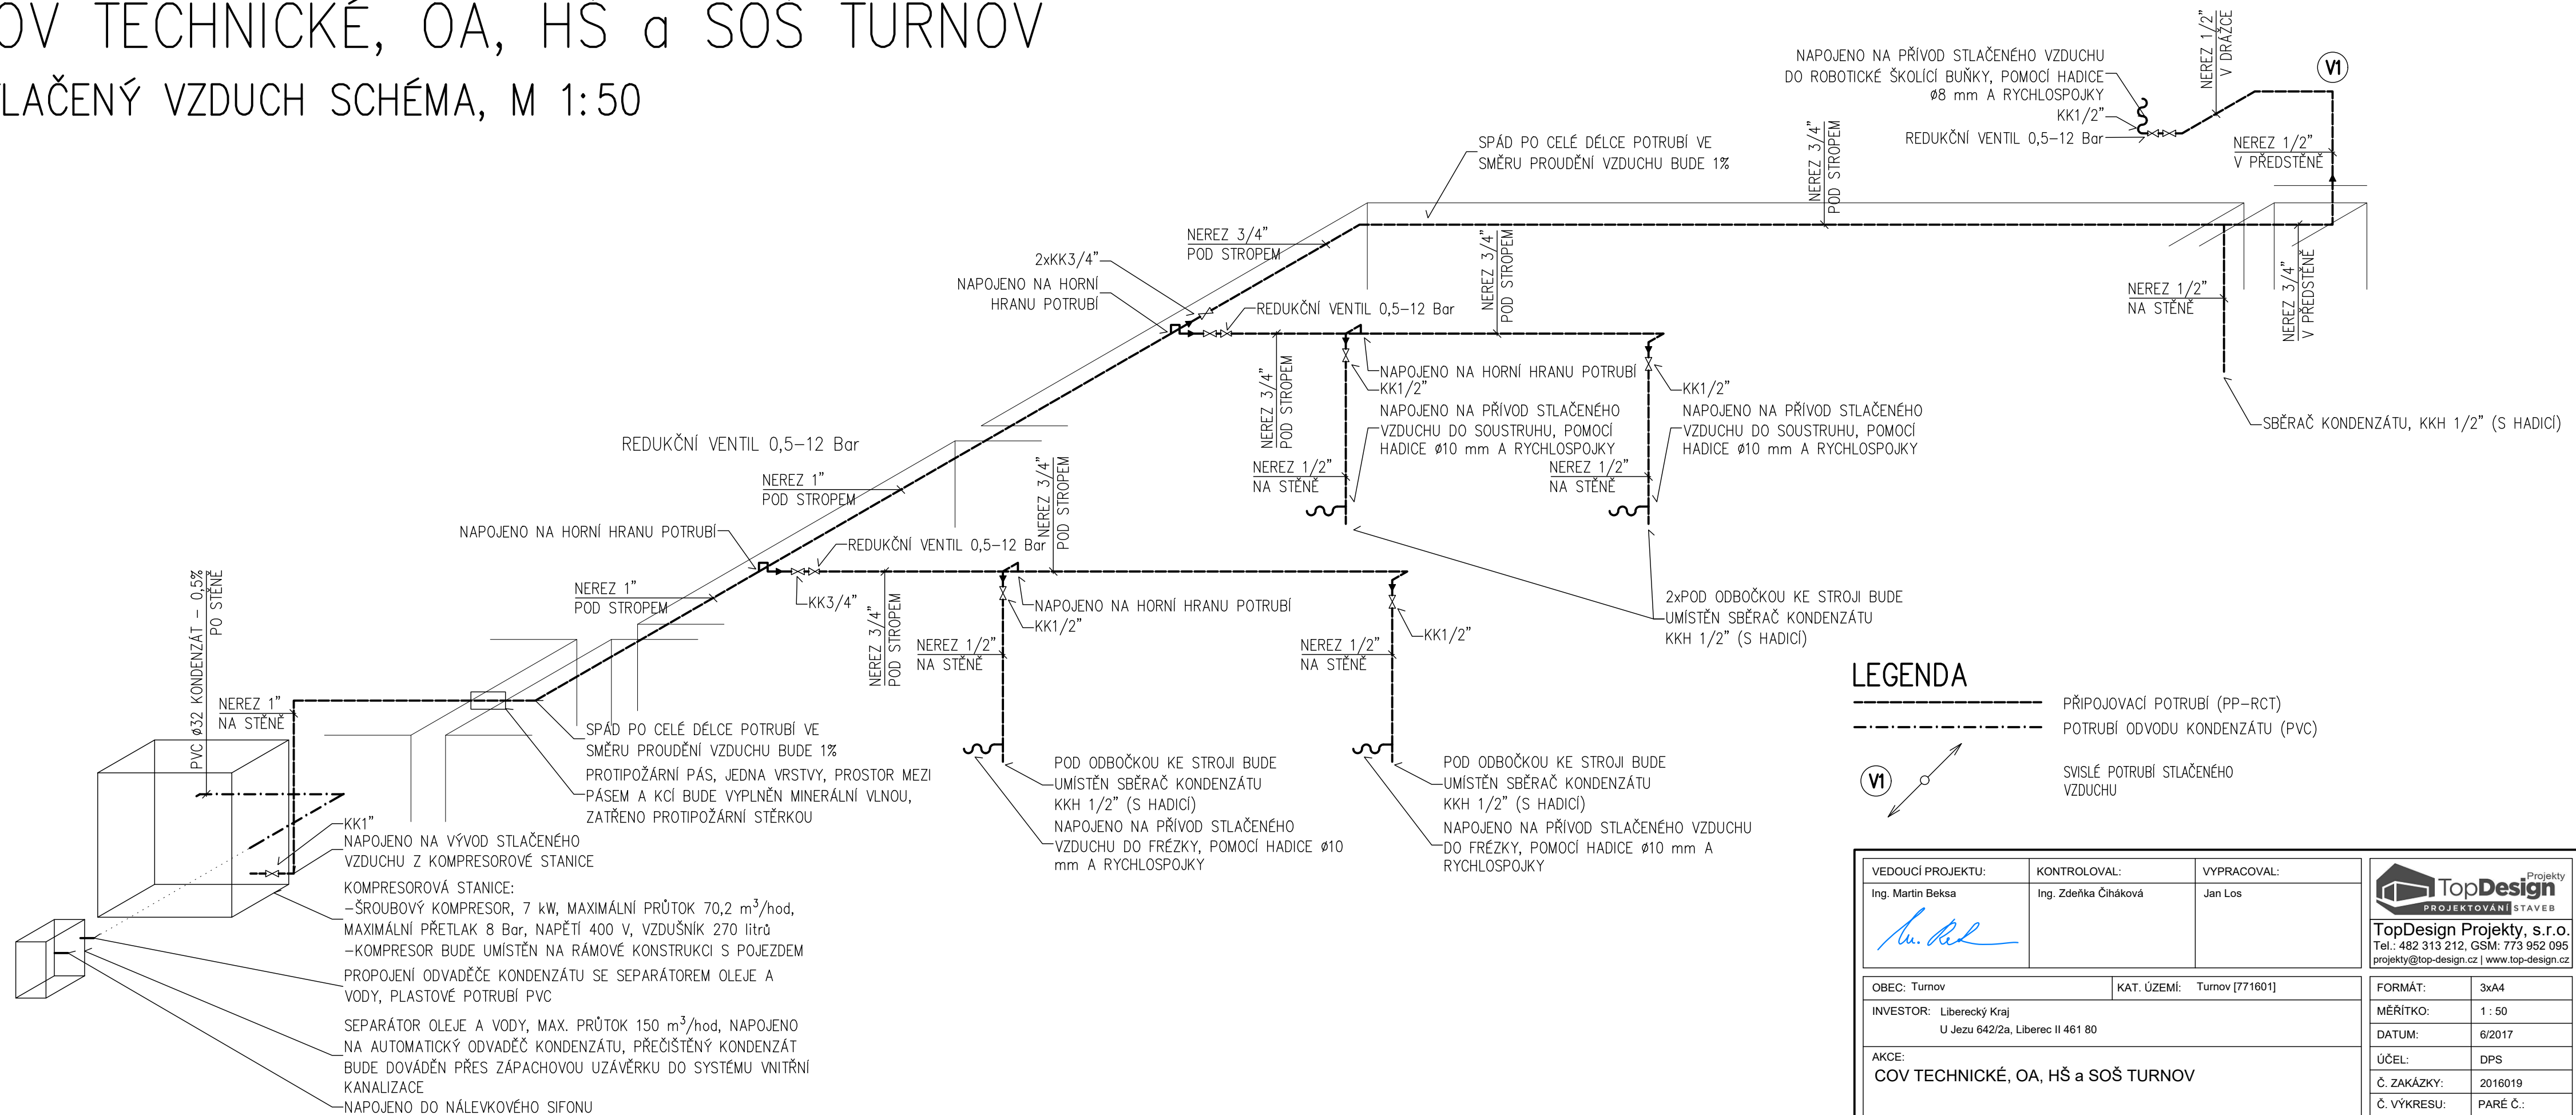 OV TECHNICKÉ, OA, HŠ a SOŠ TURNOV
TLAČENÝ VZDUCH SCHÉMA, M 1:50
NAPOJENO NA PŘÍVOD STLAČENÉHO VZDUCHU
DO ROBOTICKÉ ŠKOLÍCÍ BUŇKY, POMOCÍ HADICE
ø8 mm A RYCHLOSPOJKY
KK1/2"
REDUKČNÍ VENTIL 0,5-12 Bar
NEREZ 1/2"
V DRÁŽCE
V1
NEREZ 1/2"
V PŘEDSTĚNĚ
SPÁD PO CELÉ DÉLCE POTRUBÍ VE
SMĚRU PROUDĚNÍ VZDUCHU BUDE 1%
NEREZ 3/4"
POD STROPEM
NEREZ 3/4"
POD STROPEM
2xKK3/4"
NAPOJENO NA HORNÍ
HRANU POTRUBÍ
REDUKČNÍ VENTIL 0,5-12 Bar
NEREZ 3/4"
POD STROPEM
NEREZ 1/2"
NA STĚNĚ
NEREZ 3/4"
V PŘEDSTĚNĚ
SBĚRAČ KONDENZÁTU, KKH 1/2" (S HADICÍ)
NEREZ 3/4"
POD STROPEM
NAPOJENO NA HORNÍ HRANU POTRUBÍ
KK1/2"
NAPOJENO NA PŘÍVOD STLAČENÉHO
VZDUCHU DO SOUSTRUHU, POMOCÍ
HADICE ø10 mm A RYCHLOSPOJKY
NEREZ 1/2"
NA STĚNĚ
KK1/2"
NAPOJENO NA PŘÍVOD STLAČENÉHO
VZDUCHU DO SOUSTRUHU, POMOCÍ
HADICE ø10 mm A RYCHLOSPOJKY
NEREZ 1/2"
NA STĚNĚ
2xPOD ODBOČKOU KE STROJI BUDE
UMÍSTĚN SBĚRAČ KONDENZÁTU
KKH 1/2" (S HADICÍ)
REDUKČNÍ VENTIL 0,5-12 Bar
NEREZ 1"
POD STROPEM
NAPOJENO NA HORNÍ HRANU POTRUBÍ
REDUKČNÍ VENTIL 0,5-12 Bar
NEREZ 3/4"
POD STROPEM
NEREZ 1"
POD STROPEM
KK3/4"
NEREZ 3/4"
POD STROPEM
NAPOJENO NA HORNÍ HRANU POTRUBÍ
KK1/2"
NEREZ 1/2"
NA STĚNĚ
NEREZ 1/2"
NA STĚNĚ
KK1/2"
PVC ø32 KONDENZÁT - 0,5%
PO STĚNĚ
NEREZ 1"
NA STĚNĚ
SPÁD PO CELÉ DÉLCE POTRUBÍ VE
SMĚRU PROUDĚNÍ VZDUCHU BUDE 1%
PROTIPOŽÁRNÍ PÁS, JEDNA VRSTVY, PROSTOR MEZI
PÁSEM A KCÍ BUDE VYPLNĚN MINERÁLNÍ VLNOU,
ZATŘENO PROTIPOŽÁRNÍ STĚRKOU
POD ODBOČKOU KE STROJI BUDE
UMÍSTĚN SBĚRAČ KONDENZÁTU
KKH 1/2" (S HADICÍ)
NAPOJENO NA PŘÍVOD STLAČENÉHO
VZDUCHU DO FRÉZKY, POMOCÍ HADICE ø10
mm A RYCHLOSPOJKY
POD ODBOČKOU KE STROJI BUDE
UMÍSTĚN SBĚRAČ KONDENZÁTU
KKH 1/2" (S HADICÍ)
NAPOJENO NA PŘÍVOD STLAČENÉHO VZDUCHU
DO FRÉZKY, POMOCÍ HADICE ø10 mm A
RYCHLOSPOJKY
KK1"
NAPOJENO NA VÝVOD STLAČENÉHO
VZDUCHU Z KOMPRESOROVÉ STANICE
KOMPRESOROVÁ STANICE:
-ŠROUBOVÝ KOMPRESOR, 7 kW, MAXIMÁLNÍ PRŮTOK 70,2 m³/hod,
MAXIMÁLNÍ PŘETLAK 8 Bar, NAPĚTÍ 400 V, VZDUŠNÍK 270 litrů
-KOMPRESOR BUDE UMÍSTĚN NA RÁMOVÉ KONSTRUKCI S POJEZDEM
PROPOJENÍ ODVADĚČE KONDENZÁTU SE SEPARÁTOREM OLEJE A
VODY, PLASTOVÉ POTRUBÍ PVC
SEPARÁTOR OLEJE A VODY, MAX. PRŮTOK 150 m³/hod, NAPOJENO
NA AUTOMATICKÝ ODVADĚČ KONDENZÁTU, PŘEČIŠTĚNÝ KONDENZÁT
BUDE DOVÁDĚN PŘES ZÁPACHOVOU UZÁVĚRKU DO SYSTÉMU VNITŘNÍ
KANALIZACE
NAPOJENO DO NÁLEVKOVÉHO SIFONU
LEGENDA
PŘIPOJOVACÍ POTRUBÍ (PP-RCT)
POTRUBÍ ODVODU KONDENZÁTU (PVC)
V1
SVISLÉ POTRUBÍ STLAČENÉHO
VZDUCHU
VEDOUCÍ PROJEKTU:
KONTROLOVAL:
VYPRACOVAL:
Ing. Martin Beksa
Ing. Zdeňka Čiháková
Jan Los
TopDesign Projekty
PROJEKTOVÁNÍ STAVEB
TopDesign Projekty, s.r.o.
Tel.: 482 313 212, GSM: 773 952 095
projekty@top-design.cz | www.top-design.cz
OBEC: Turnov
KAT. ÚZEMÍ: Turnov [771601]
INVESTOR: Liberecký Kraj
U Jezu 642/2a, Liberec II 461 80
AKCE:
COV TECHNICKÉ, OA, HŠ a SOŠ TURNOV
FORMÁT: 3xA4
MĚŘÍTKO: 1 : 50
DATUM: 6/2017
ÚČEL: DPS
Č. ZAKÁZKY: 2016019
Č. VÝKRESU: PARÉ Č.: